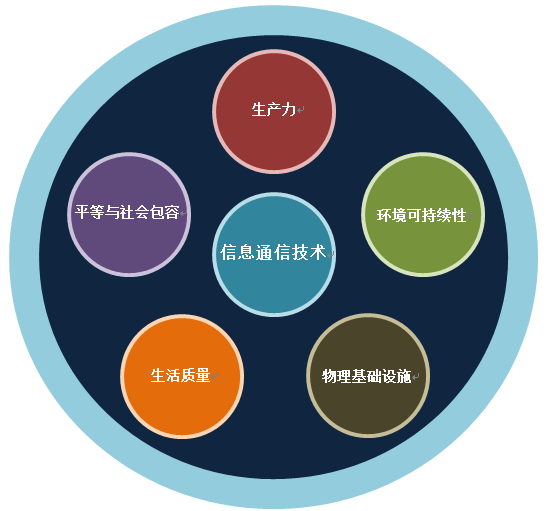 生产力
平等与社会包容
环境可持续性
信息通信技术
生活质量
物理基础设施